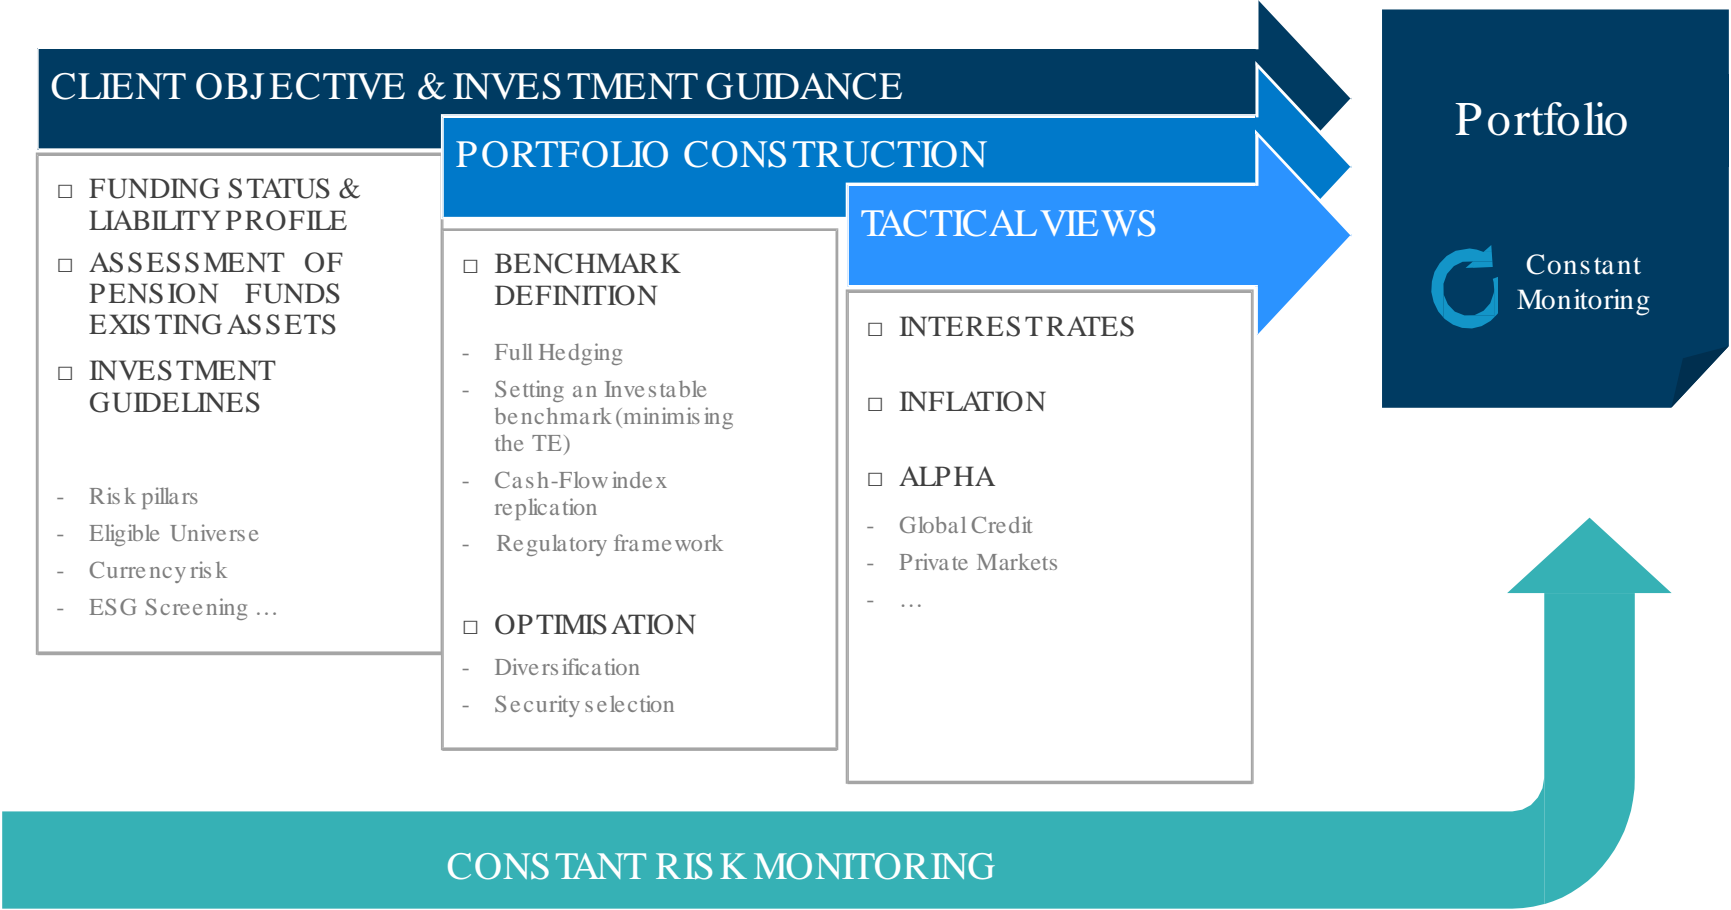 CLIENT OBJECTIVE & INVESTMENT GUIDANCE
□ FUNDING STATUS &
LIABILITY PROFILE
□ ASSESSMENT OF
PENSION FUNDS
EXISTING ASSETS
□ INVESTMENT
GUIDELINES
- Risk pillars
- Eligible Universe
- Currency risk
- ESG Screening …
PORTFOLIO CONSTRUCTION
□ BENCHMARK
DEFINITION
- Full Hedging
- Setting an Investable
benchmark (minimising
the TE)
- Cash-Flow index
replication
- Regulatory framework
□ OPTIMISATION
- Diversification
- Security selection
TACTICAL VIEWS
□ INTEREST RATES
□ INFLATION
□ ALPHA
- Global Credit
- Private Markets
- …
Portfolio
Constant
Monitoring
CONSTANT RISK MONITORING